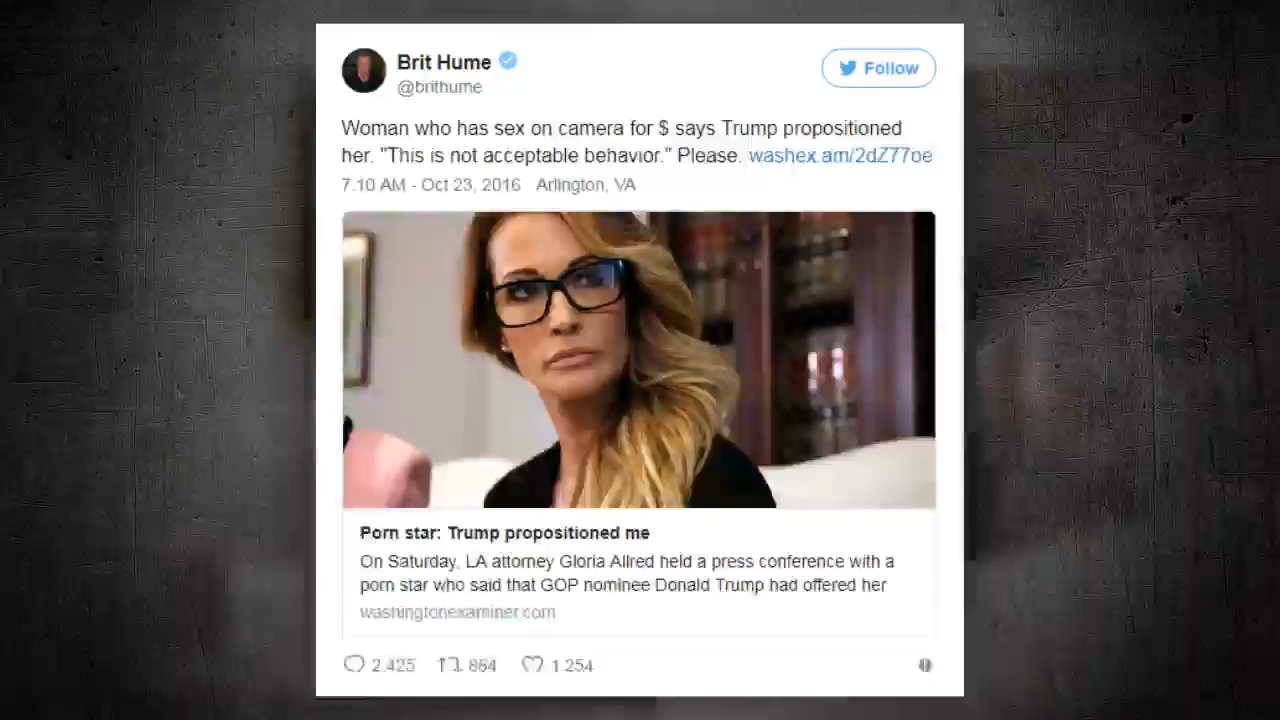 Brit Hume
Follow
@brithume
Woman who has sex on camera for $ says Trump propositioned
her. "This is not acceptable behavior." Please. washex.am/2dZ77oe
7:10 AM - Oct 23, 2016 Arlington, VA
Porn star: Trump propositioned me
On Saturday, LA attorney Gloria Allred held a press conference with a
porn star who said that GOP nominee Donald Trump had offered her
washingtonexaminer.com
2,425 864 1,254